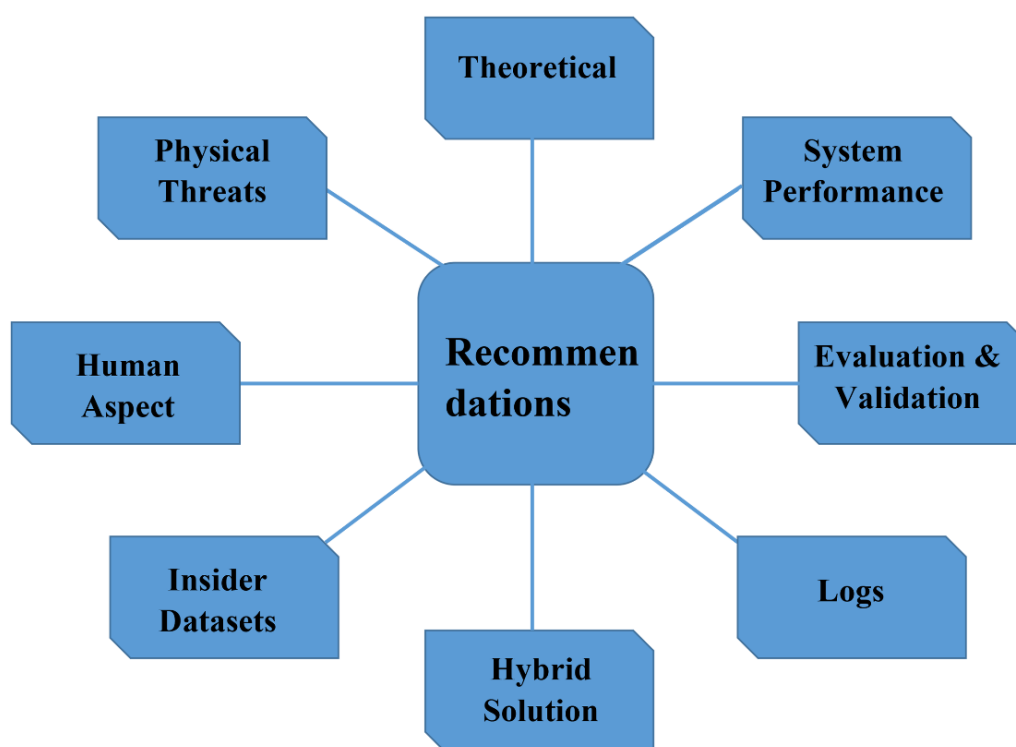 Theoretical
Physical
Threats
System
Performance
Human
Aspect
Recommen
dations
Evaluation &
Validation
Insider
Datasets
Logs
Hybrid
Solution